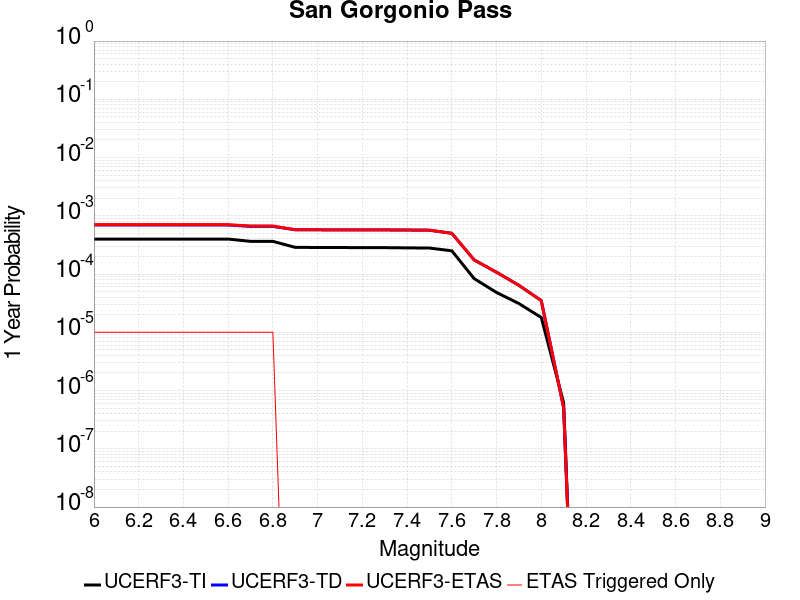 San Gorgonio Pass
10^0
10^-1
10^-2
10^-3
10^-4
10^-5
10^-6
10^-7
10^-8
1 Year Probability
6 6.2 6.4 6.6 6.8 7 7.2 7.4 7.6 7.8 8 8.2 8.4 8.6 8.8 9
Magnitude
UCERF3-TI UCERF3-TD UCERF3-ETAS ETAS Triggered Only